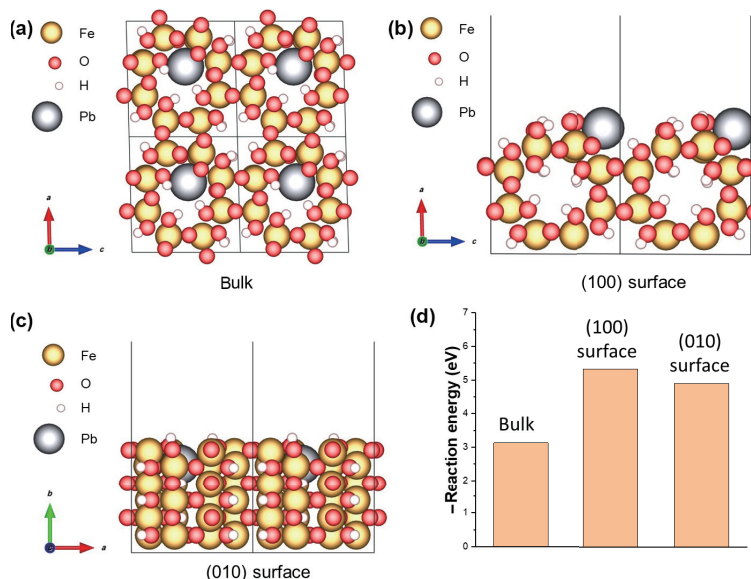 (a)
Fe
O
H
Pb
a
b
c
Bulk
(b)
Fe
O
H
Pb
a
b
c
(100) surface
(c)
Fe
O
H
Pb
b
c
a
(010) surface
(d)
−Reaction energy (eV)
7
6
5
4
3
2
1
0
Bulk
(100)
surface
(010)
surface